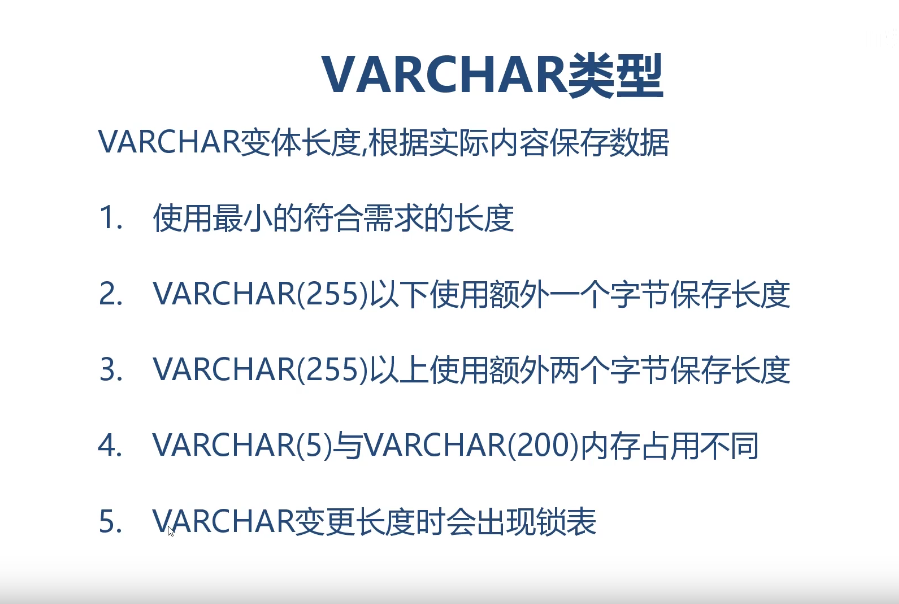 VARCHAR类型
VARCHAR变体长度,根据实际内容保存数据
1. 使用最小的符合需求的长度
2. VARCHAR(255)以下使用额外一个字节保存长度
3. VARCHAR(255)以上使用额外两个字节保存长度
4. VARCHAR(5)与VARCHAR(200)内存占用不同
5. VARCHAR变更长度时会出现锁表